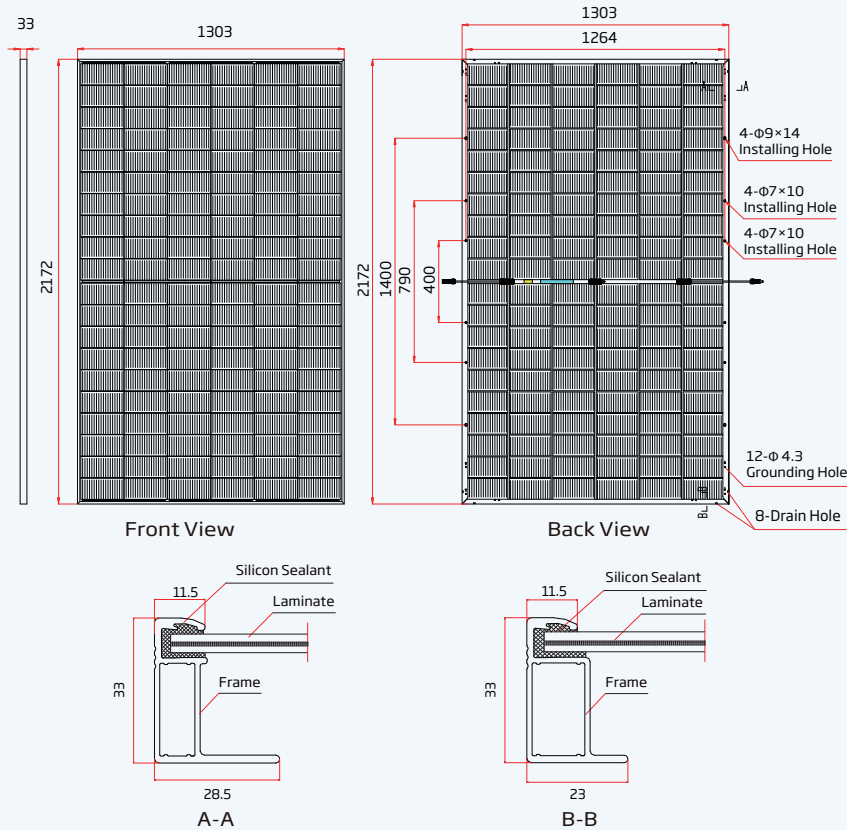 33
1303
2172
Front View
1303
1264
A
A
2172
1400
790
400
4-Φ9×14
Installing Hole
4-Φ7×10
Installing Hole
4-Φ7×10
Installing Hole
12-Φ 4.3
Grounding Hole
8-Drain Hole
B
B
Back View
11.5
Silicon Sealant
Laminate
Frame
33
28.5
A-A
11.5
Silicon Sealant
Laminate
Frame
33
23
B-B